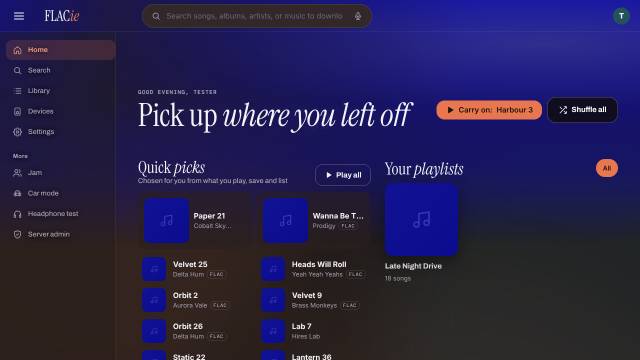 FLACie
Search songs, albums, artists, or music to downlo
T
Home
Search
Library
Devices
Settings
More
Jam
Car mode
Headphone test
Server admin
GOOD EVENING, TESTER
Pick up where you left off
Carry on: Harbour 3
Shuffle all
Quick picks
Chosen for you from what you play, save and list
Play all
Paper 21
Cobalt Sky...
Wanna Be T...
Prodigy FLAC
Velvet 25
Delta Hum FLAC
Heads Will Roll
Yeah Yeah Yeahs FLAC
Orbit 2
Aurora Vale FLAC
Velvet 9
Brass Monkeys FLAC
Orbit 26
Delta Hum FLAC
Lab 7
Hires Lab
Static 22
Lantern 36
Your playlists
All
Late Night Drive
18 songs